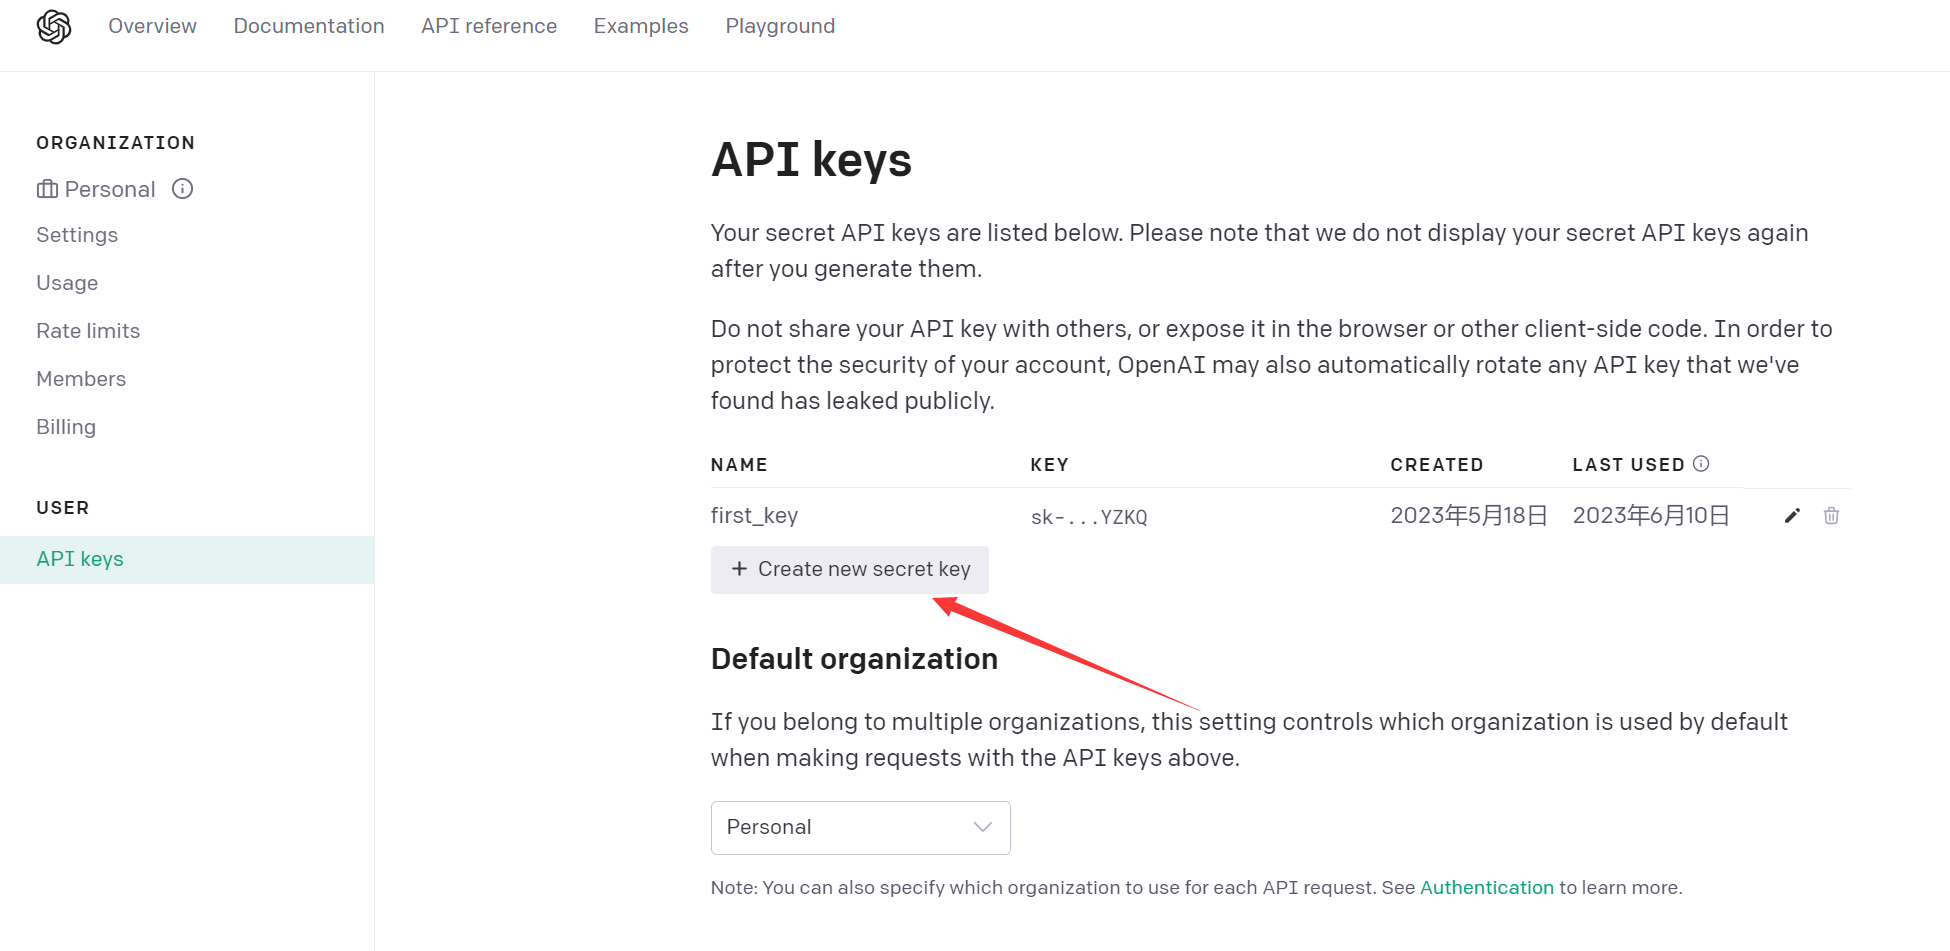 Overview Documentation API reference Examples Playground
ORGANIZATION
Personal
Settings
Usage
Rate limits
Members
Billing
USER
API keys
API keys
Your secret API keys are listed below. Please note that we do not display your secret API keys again
after you generate them.
Do not share your API key with others, or expose it in the browser or other client-side code. In order to
protect the security of your account, OpenAI may also automatically rotate any API key that we've
found has leaked publicly.
NAME KEY CREATED LAST USED
first_key sk-...YZKQ 2023年5月18日 2023年6月10日
+ Create new secret key
Default organization
If you belong to multiple organizations, this setting controls which organization is used by default
when making requests with the API keys above.
Personal
Note: You can also specify which organization to use for each API request. See Authentication to learn more.